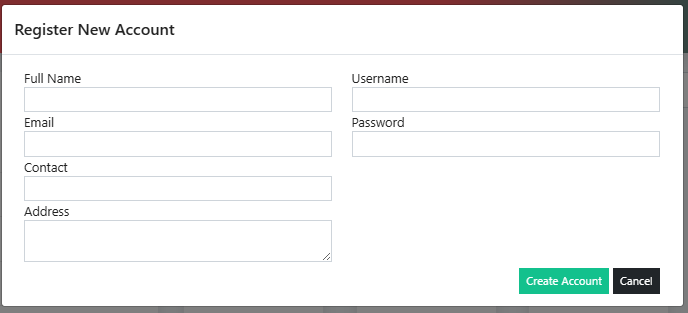 Register New Account
Full Name
Username
Email
Password
Contact
Address
Create Account
Cancel